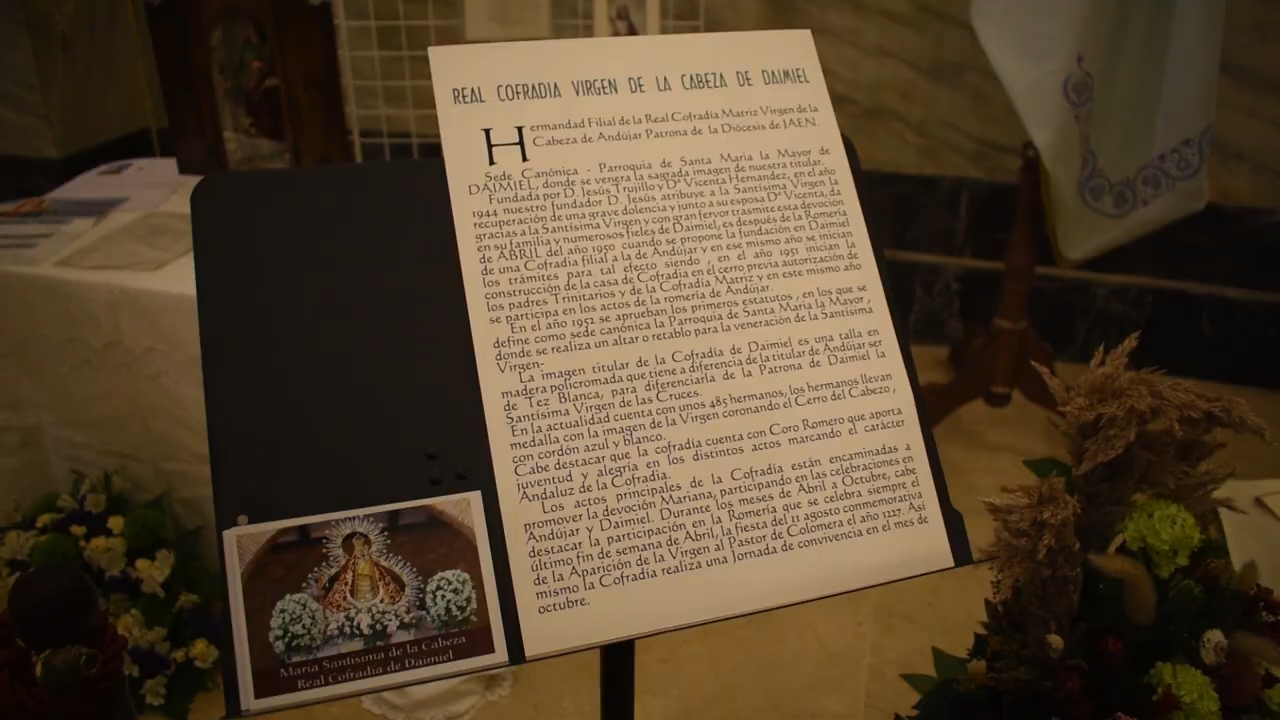 REAL COFRADIA VIRGEN DE LA CABEZA DE DAIMIEL
Hermandad Filial de la Real Cofradía Matriz Virgen de la
Cabeza de Andújar Patrona de la Diócesis de JAEN.
Sede Canónica - Parroquia de Santa Maria la Mayor de
DAIMIEL, donde se venera la sagrada imagen de nuestra titular.
Fundada por D. Jesús Trujillo y Dª Vicenta Hernandez, en el año
1944 nuestro fundador D. Jesús atribuye a la Santísima Virgen la
recuperación de una grave dolencia y junto a su esposa Dª Vicenta, da
gracias a la Santísima Virgen y con gran fervor trasmite esta devoción
en su familia y numerosos fieles de Daimiel, es después de la Romería
de ABRIL del año 1950 cuando se propone la fundación en Daimiel
de una Cofradía filial a la de Andújar y en ese mismo año se inician
los trámites para tal efecto siendo , en el año 1951 inician la
construcción de la casa de Cofradía en el cerro previa autorización de
los padres Trinitarios y de la Cofradía Matriz y en este mismo año
se participa en los actos de la romería de Andújar.
En el año 1952 se aprueban los primeros estatutos , en los que se
define como sede canónica la Parroquia de Santa Maria la Mayor ,
donde se realiza un altar o retablo para la veneración de la Santísima
Virgen-
La imagen titular de la Cofradía de Daimiel es una talla en
madera policromada que tiene a diferencia de la titular de Andújar ser
de Tez Blanca, para diferenciarla de la Patrona de Daimiel la
Santísima Virgen de las Cruces.
En la actualidad cuenta con unos 485 hermanos, los hermanos llevan
medalla con la imagen de la Virgen coronando el Cerro del Cabezo ,
con cordón azul y blanco.
Cabe destacar que la cofradía cuenta con Coro Romero que aporta
juventud y alegría en los distintos actos marcando el carácter
Andaluz de la Cofradía.
Los actos principales de la Cofradía están encaminadas a
promover la devoción Mariana, participando en las celebraciones en
Andújar y Daimiel. Durante los meses de Abril a Octubre, cabe
destacar la participación en la Romería que se celebra siempre el
último fin de semana de Abril, la fiesta del 11 agosto conmemorativa
de la Aparición de la Virgen al Pastor de Colomera el año 1227. Asi
mismo la Cofradía realiza una Jornada de convivencia en el mes de
octubre.
María Santísima de la Cabeza
Real Cofradía de Daimiel